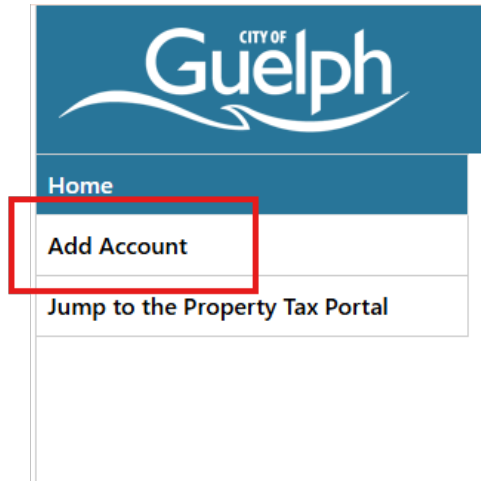 CITY OF
Guelph
Home
Add Account
Jump to the Property Tax Portal